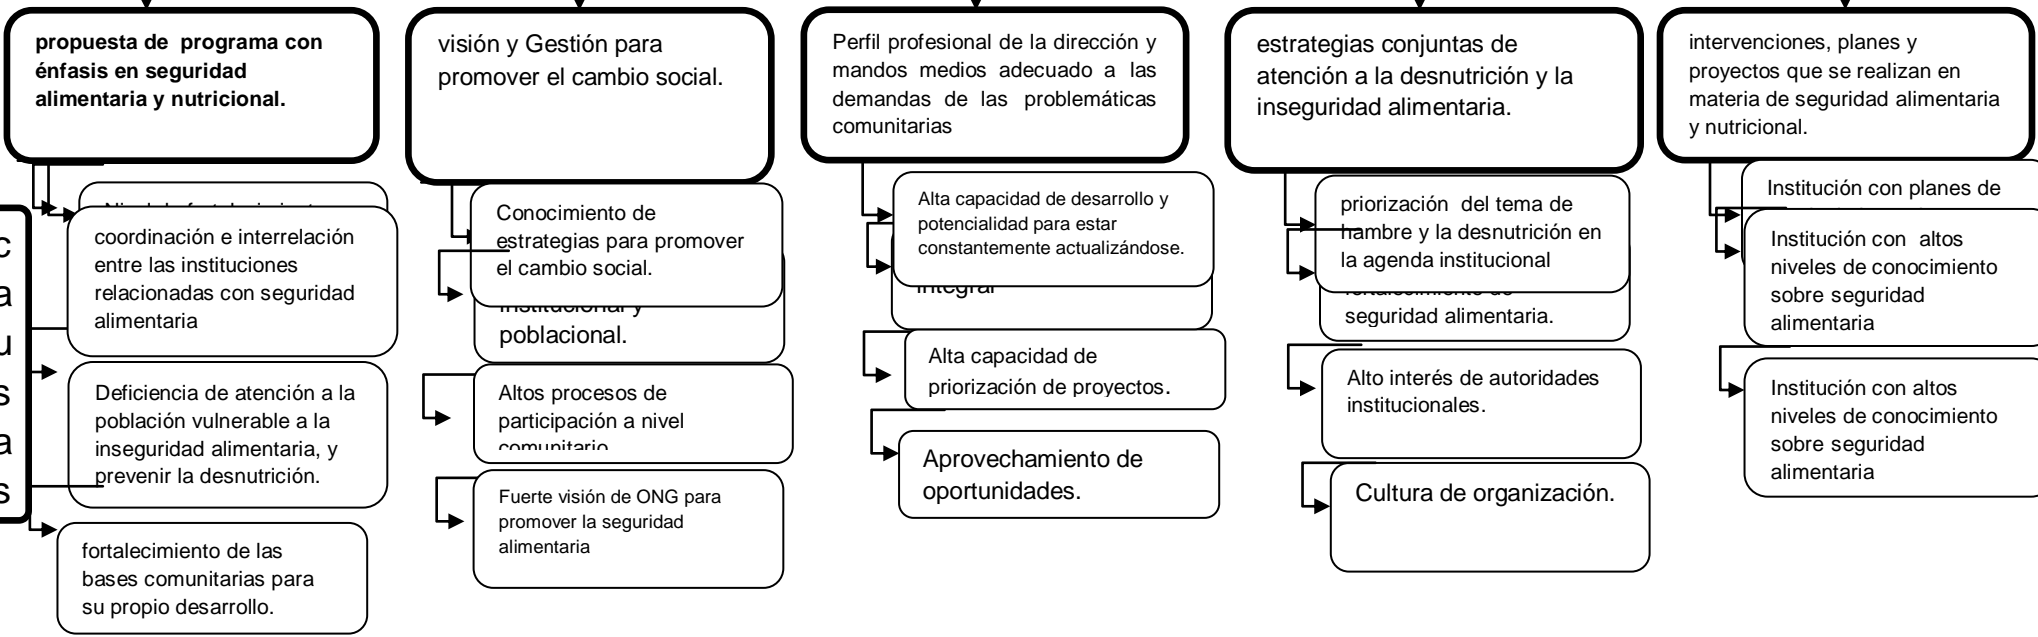 propuesta de programa con
énfasis en seguridad
alimentaria y nutricional.
coordinación e interrelación
entre las instituciones
relacionadas con seguridad
alimentaria
Deficiencia de atención a la
población vulnerable a la
inseguridad alimentaria, y
prevenir la desnutrición.
fortalecimiento de las
bases comunitarias para
su propio desarrollo.
c
a
u
s
a
s
visión y Gestión para
promover el cambio social.
Conocimiento de
estrategias para promover
el cambio social.
institucional y
poblacional.
Altos procesos de
participación a nivel
comunitario
Fuerte visión de ONG para
promover la seguridad
alimentaria
Perfil profesional de la dirección y
mandos medios adecuado a las
demandas de las problemáticas
comunitarias
Alta capacidad de desarrollo y
potencialidad para estar
constantemente actualizándose.
integral
Alta capacidad de
priorización de proyectos.
Aprovechamiento de
oportunidades.
estrategias conjuntas de
atención a la desnutrición y la
inseguridad alimentaria.
priorización del tema de
hambre y la desnutrición en
la agenda institucional
fortalecimiento de
seguridad alimentaria.
Alto interés de autoridades
institucionales.
Cultura de organización.
intervenciones, planes y
proyectos que se realizan en
materia de seguridad alimentaria
y nutricional.
Institución con planes de
Institución con altos
niveles de conocimiento
sobre seguridad
alimentaria
Institución con altos
niveles de conocimiento
sobre seguridad
alimentaria